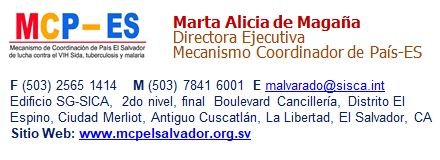 MCP-ES
Mecanismo de Coordinación de País El Salvador
de lucha contra el VIH Sida, tuberculosis y malaria
Marta Alicia de Magaña
Directora Ejecutiva
Mecanismo Coordinador de País-ES
F (503) 2565 1414 M (503) 7841 6001 E malvarado@sisca.int
Edificio SG-SICA, 2do nivel, final Boulevard Cancillería, Distrito El
Espino, Ciudad Merliot, Antiguo Cuscatlán, La Libertad, El Salvador, CA
Sitio Web: www.mcpelsalvador.org.sv